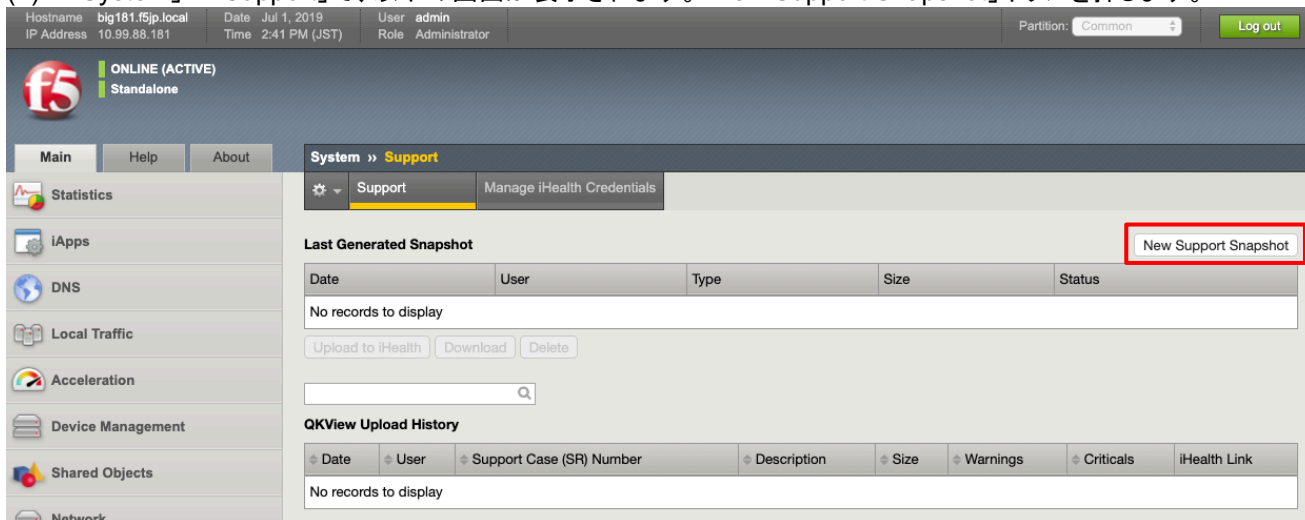 Hostname big181.f5jp.local Date Jul 1, 2019 User admin
IP Address 10.99.88.181 Time 2:41 PM (JST) Role Administrator
Partition: Common Log out
f5
ONLINE (ACTIVE)
Standalone
Main Help About
System » Support
Support Manage iHealth Credentials
Statistics
iApps
DNS
Local Traffic
Acceleration
Device Management
Shared Objects
Network
Last Generated Snapshot
New Support Snapshot
Date User Type Size Status
No records to display
Upload to iHealth Download Delete
QKView Upload History
Date User Support Case (SR) Number Description Size Warnings Criticals iHealth Link
No records to display